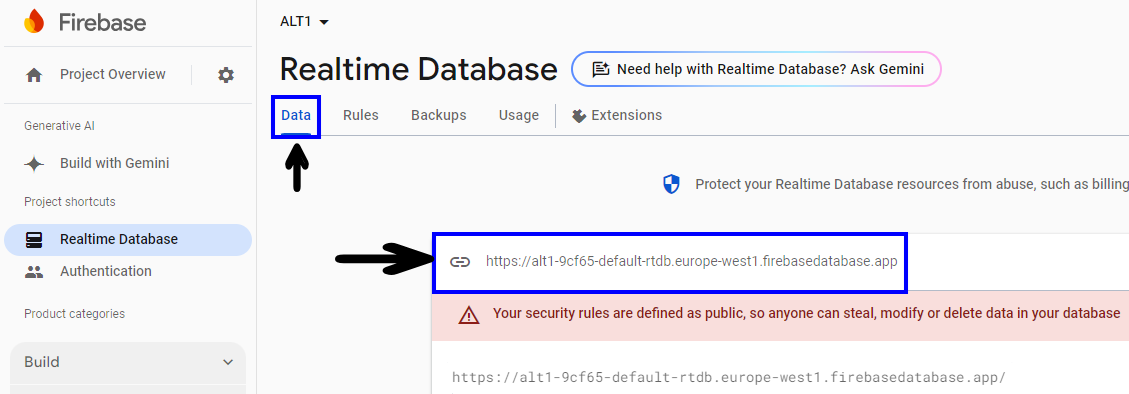 Firebase
ALT1
Project Overview
Realtime Database
Need help with Realtime Database? Ask Gemini
Data
Rules
Backups
Usage
Extensions
Generative AI
Build with Gemini
Project shortcuts
Realtime Database
Authentication
Product categories
Build
Protect your Realtime Database resources from abuse, such as billing
https://alt1-9cf65-default-rtdb.europe-west1.firebasedatabase.app
Your security rules are defined as public, so anyone can steal, modify or delete data in your database
https://alt1-9cf65-default-rtdb.europe-west1.firebasedatabase.app/